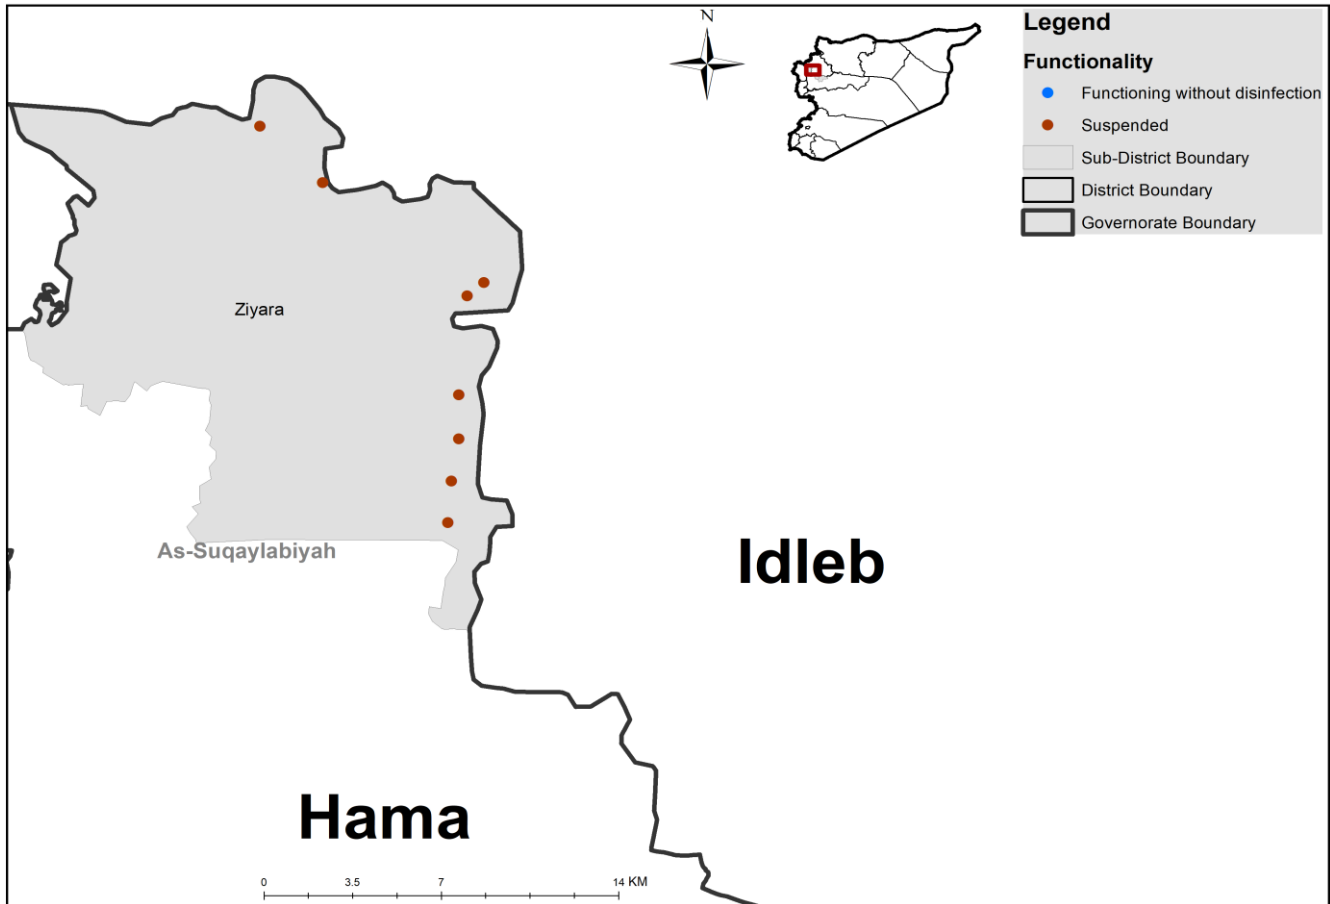 N
Legend
Functionality
Functioning without disinfection
Suspended
Sub-District Boundary
District Boundary
Governorate Boundary
Ziyara
As-Suqaylabiyah
Idleb
Hama
0 3.5 7 14 KM